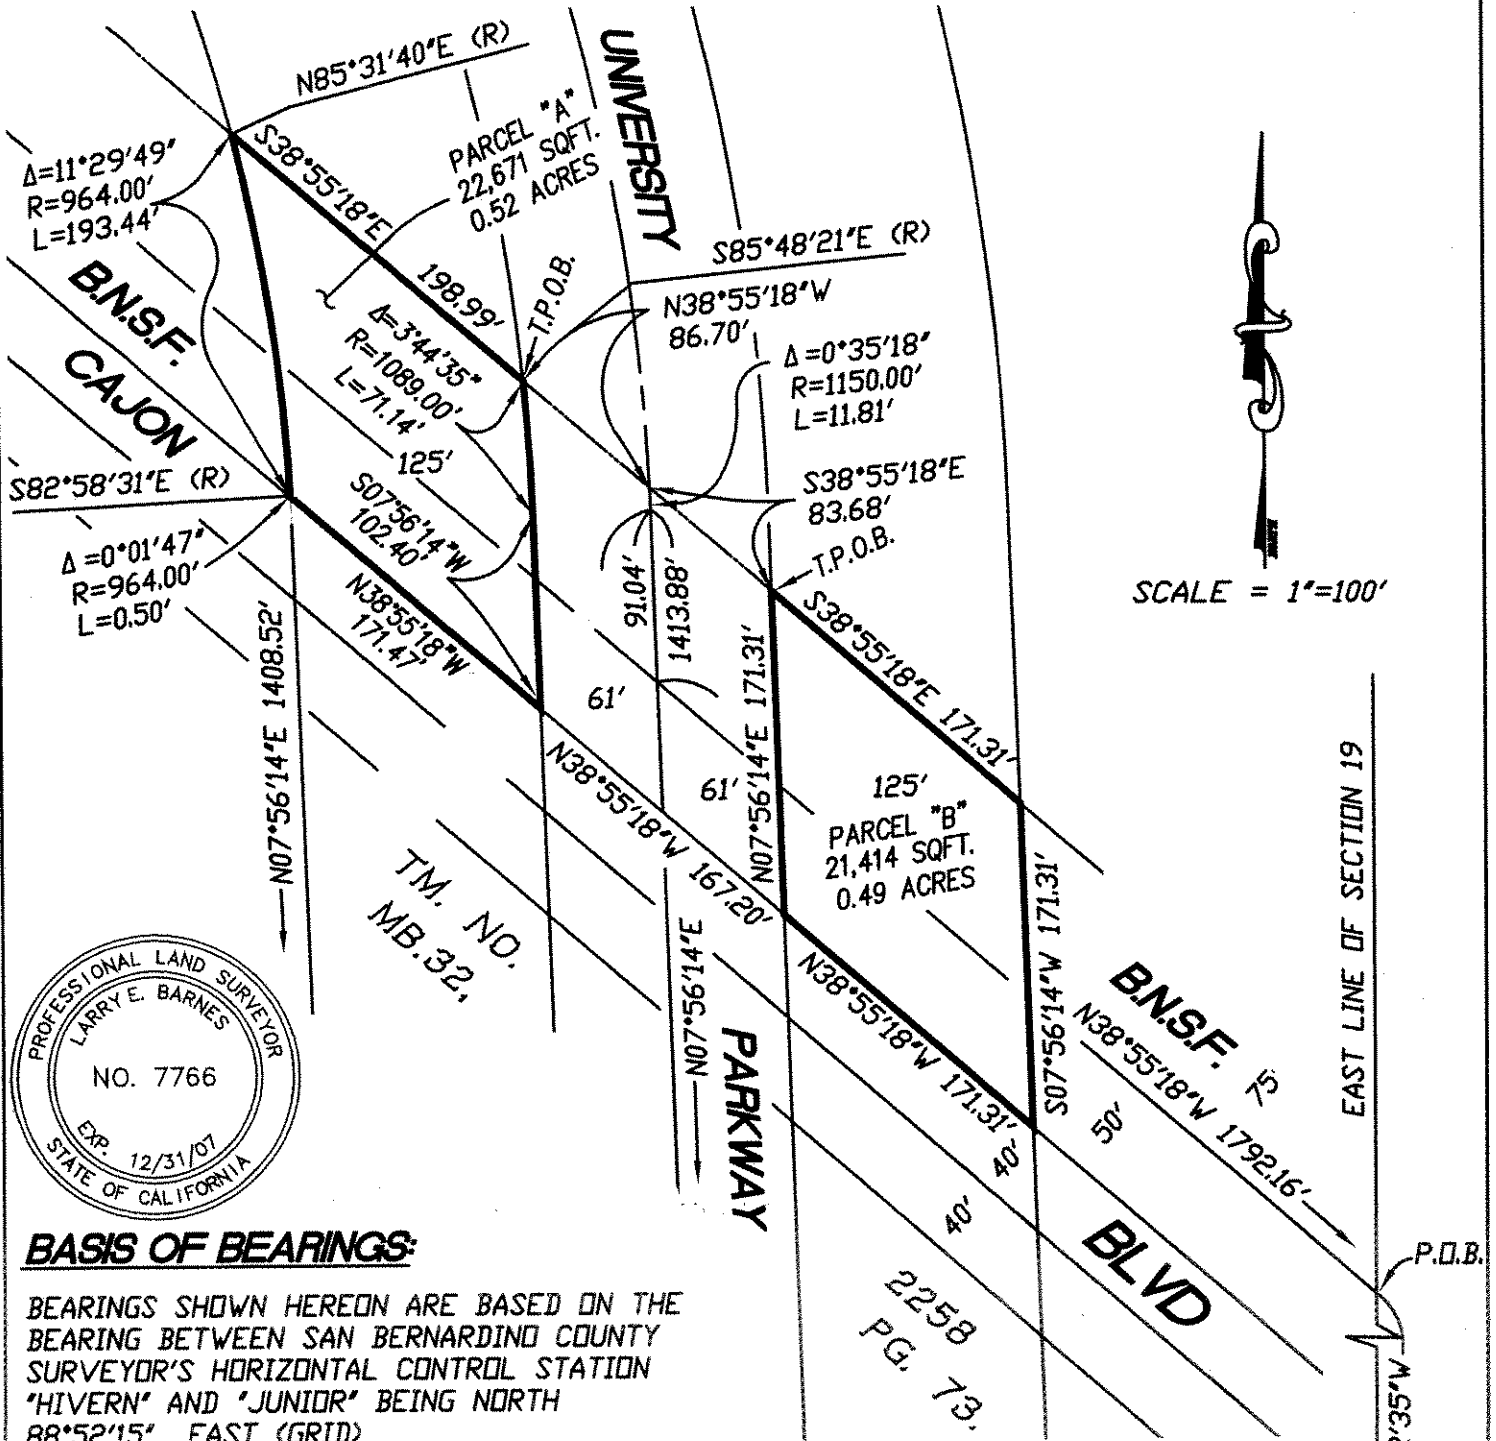 N85°31'40"E (R)
UNIVERSITY
Δ=11°29'49"
R=964.00'
L=193.44'
S38°55'18"E
198.99'
PARCEL "A"
22,671 SQFT.
0.52 ACRES
S85°48'21"E (R)
T.P.O.B.
N38°55'18"W
86.70'
B.N.S.F.
CAJON
Δ=3°44'35"
R=1089.00'
L=71.14'
Δ=0°35'18"
R=1150.00'
L=11.81'
125'
S82°58'31"E (R)
S07°56'14"W
102.40'
S38°55'18"E
83.68'
T.P.O.B.
Δ=0°01'47"
R=964.00'
L=0.50'
N38°55'18"W
171.47'
91.04'
1413.88'
SCALE = 1"=100'
N07°56'14"E 1408.52'
61'
61'
N07°56'14"E 171.31'
S38°55'18"E 171.31'
N38°55'18"W 167.20'
125'
PARCEL "B"
21,414 SQFT.
0.49 ACRES
S07°56'14"W 171.31'
EAST LINE OF SECTION 19
TM. NO.
MB.32,
N07°56'14"E
PARKWAY
N38°55'18"W 171.31'
B.N.S.F.
75'
N38°55'18"W 1792.16'
50'
40'
40'
BLVD
P.O.B.
2258
PG. 73,
'35"W
PROFESSIONAL LAND SURVEYOR
LARRY E. BARNES
NO. 7766
EXP. 12/31/07
STATE OF CALIFORNIA
BASIS OF BEARINGS:
BEARINGS SHOWN HEREON ARE BASED ON THE
BEARING BETWEEN SAN BERNARDINO COUNTY
SURVEYOR'S HORIZONTAL CONTROL STATION
"HIVERN" AND "JUNIOR" BEING NORTH
88°52'15" EAST (GRID)